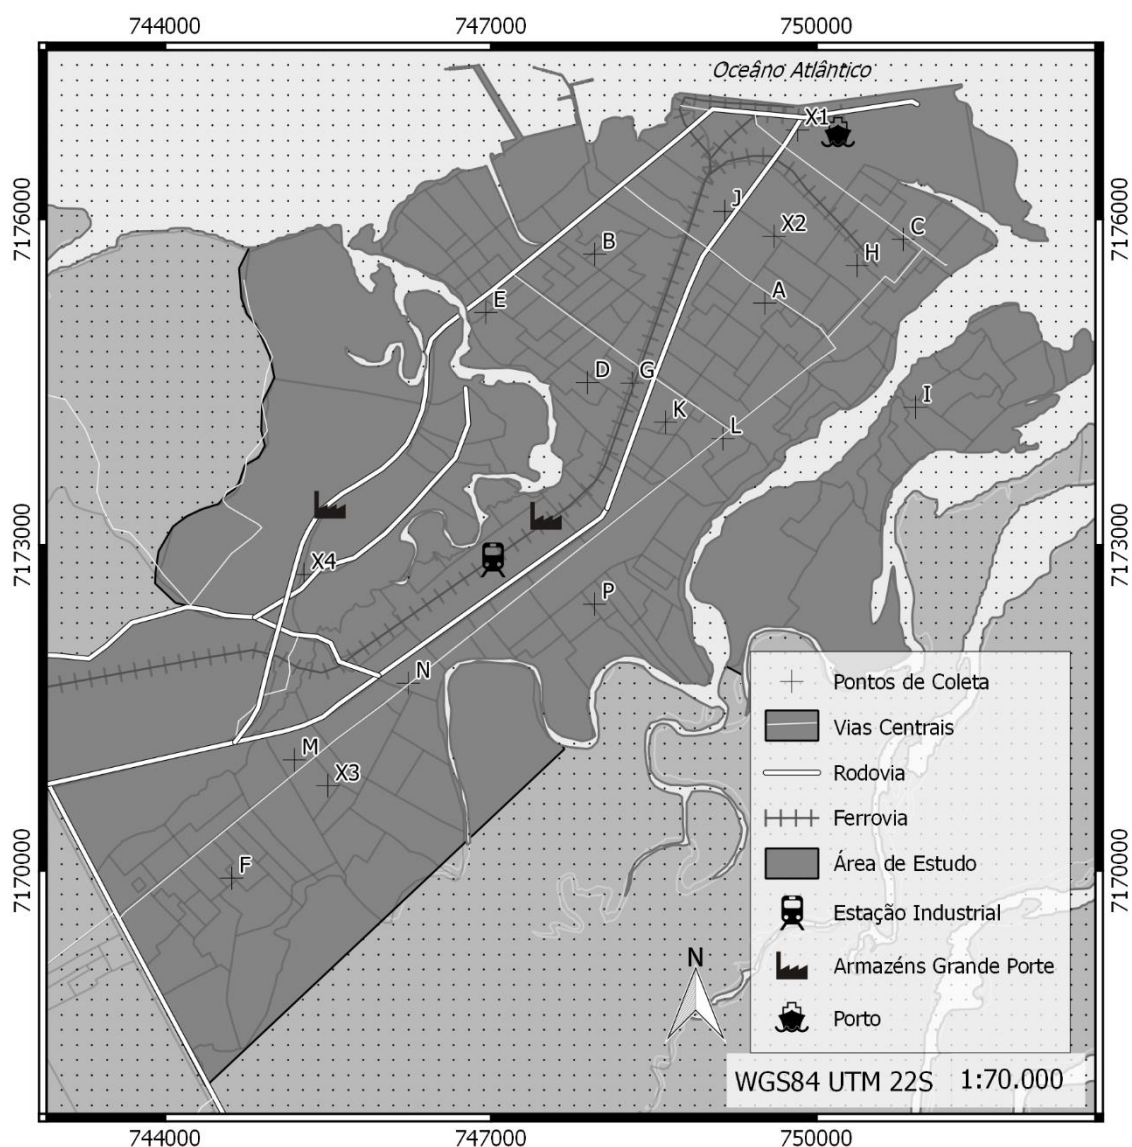 744000 747000 750000
Oceâno Atlântico
X1
7176000
7176000
J
X2
C
B
H
A
E
D
G
I
K
L
7173000
7173000
X4
P
N
Pontos de Coleta
Vias Centrais
M
X3
Rodovia
Ferrovia
7170000
7170000
F
Área de Estudo
Estação Industrial
N
Armazéns Grande Porte
Porto
WGS84 UTM 22S 1:70.000
744000 747000 750000